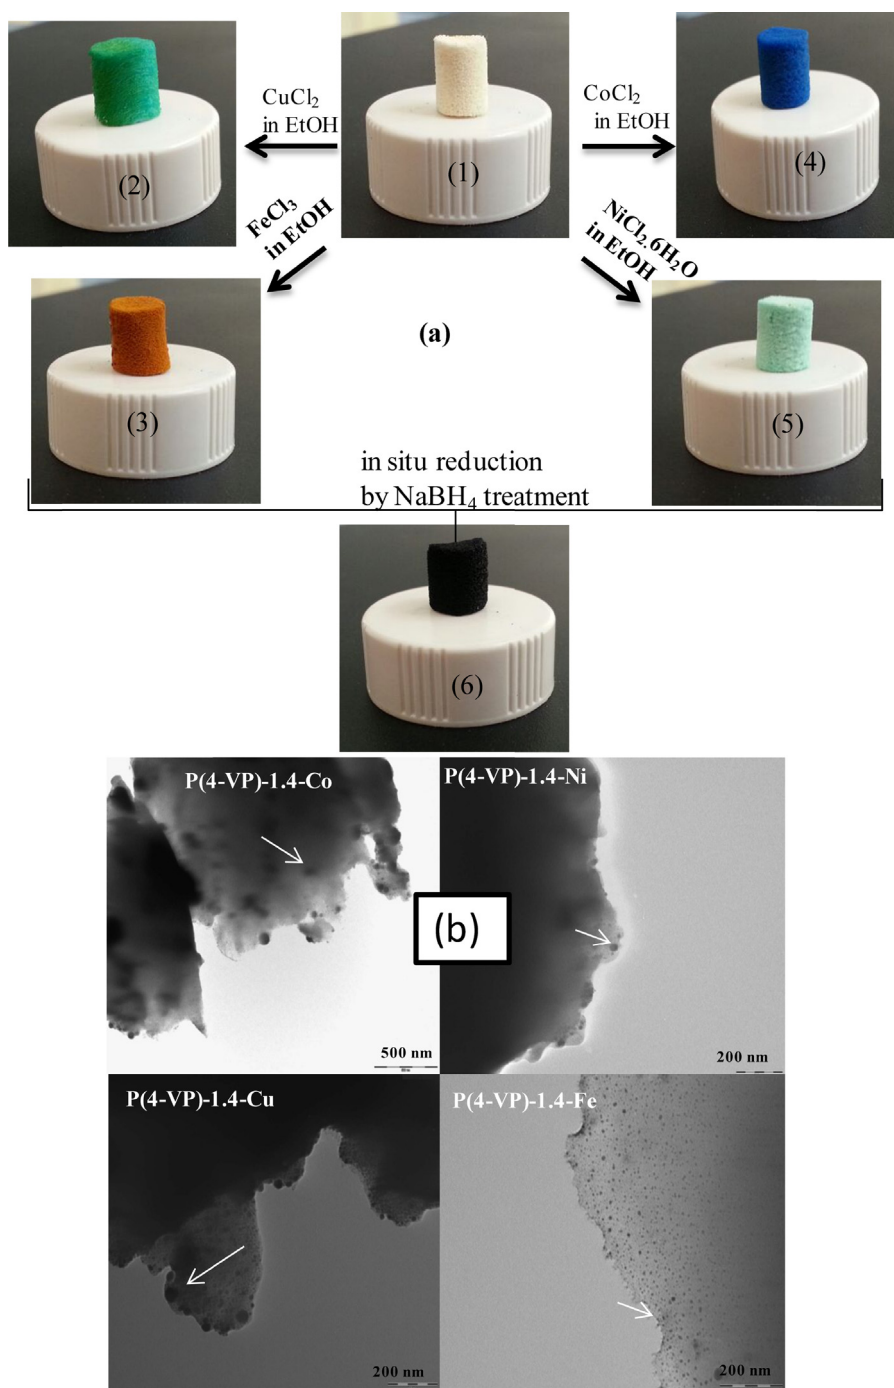 CuCl2
in EtOH
CoCl2
in EtOH
(2)
(1)
(4)
FeCl3
in EtOH
NiCl2.6H2O
in EtOH
(a)
(3)
(5)
in situ reduction
by NaBH4 treatment
(6)
P(4-VP)-1.4-Co
P(4-VP)-1.4-Ni
(b)
500 nm
200 nm
P(4-VP)-1.4-Cu
P(4-VP)-1.4-Fe
200 nm
200 nm